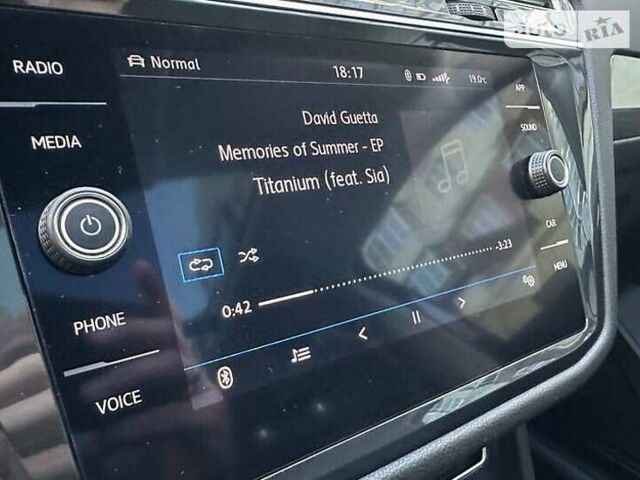 RADIO
Normal
18:17
19.0°C
APP
MEDIA
David Guetta
SOUND
Memories of Summer - EP
Titanium (feat. Sia)
CAR
0:42
-3:23
MENU
PHONE
VOICE
RIA